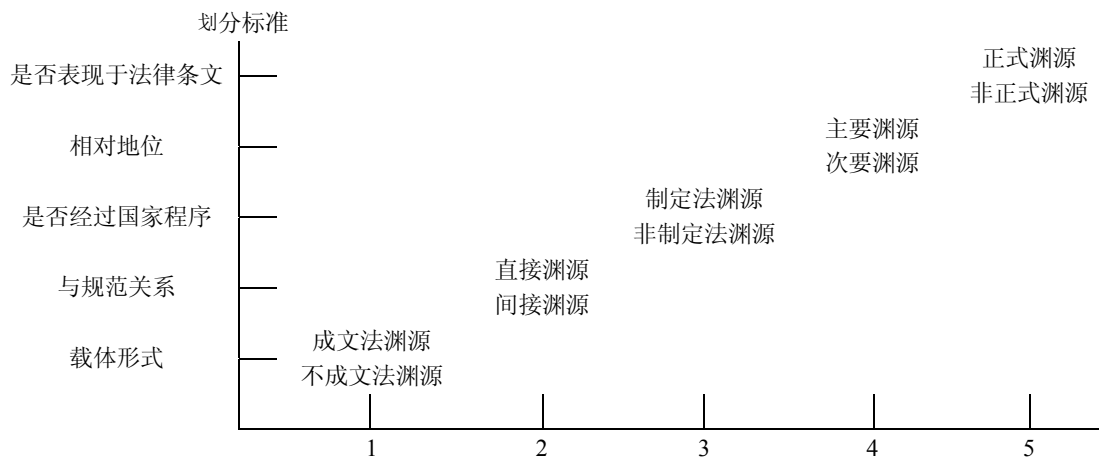 划分标准
是否表现于法律条文
正式渊源
非正式渊源
相对地位
主要渊源
次要渊源
是否经过国家程序
制定法渊源
非制定法渊源
与规范关系
直接渊源
间接渊源
载体形式
成文法渊源
不成文法渊源
1 2 3 4 5